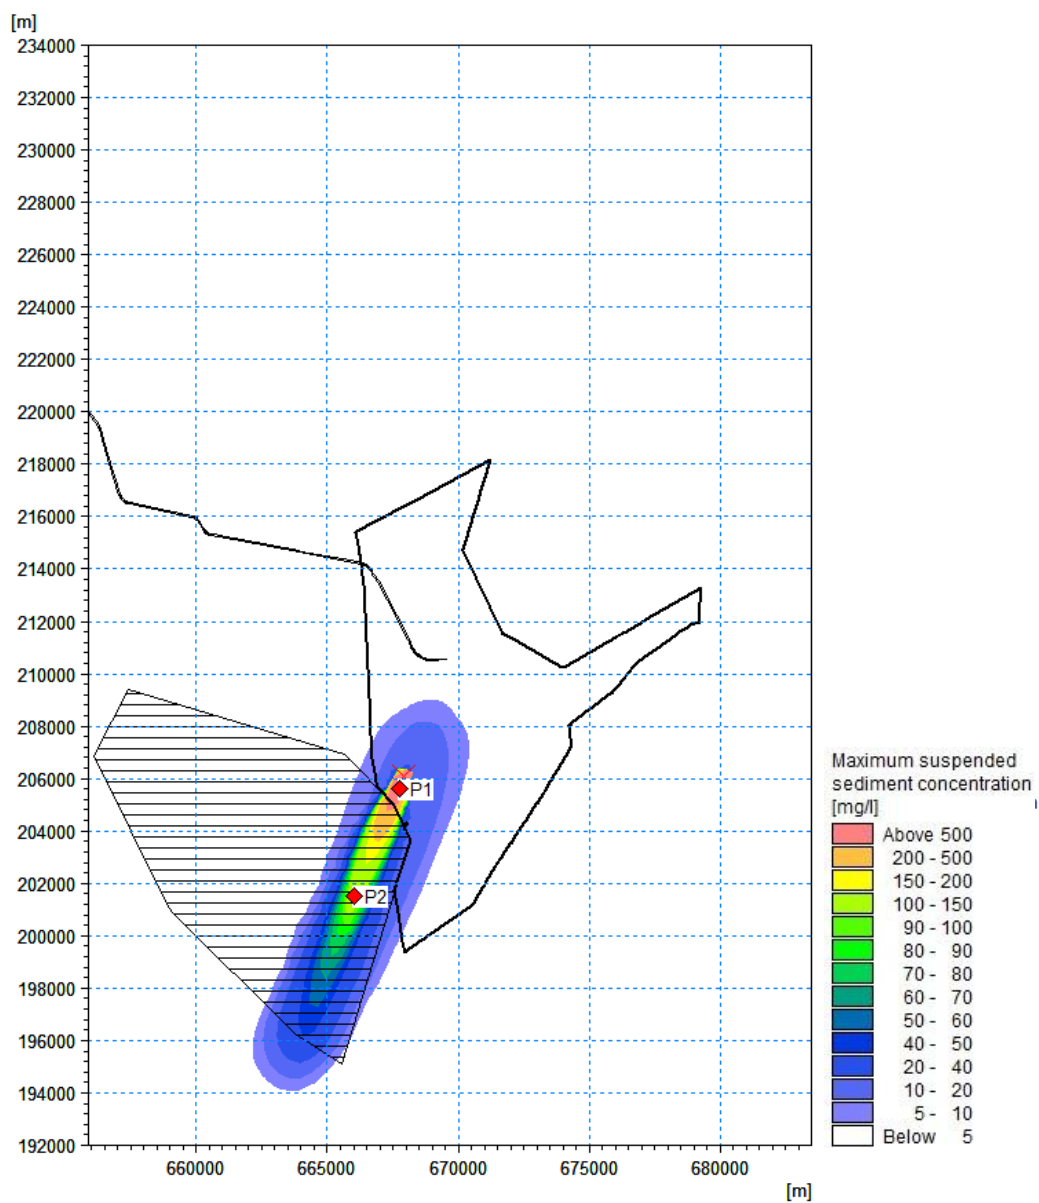 [m]
234000
232000
230000
228000
226000
224000
222000
220000
218000
216000
214000
212000
210000
208000
206000
204000
202000
200000
198000
196000
194000
192000
660000 665000 670000 675000 680000
[m]
P1
P2
Maximum suspended
sediment concentration
[mg/l]
Above 500
200 - 500
150 - 200
100 - 150
90 - 100
80 - 90
70 - 80
60 - 70
50 - 60
40 - 50
20 - 40
10 - 20
5 - 10
Below 5